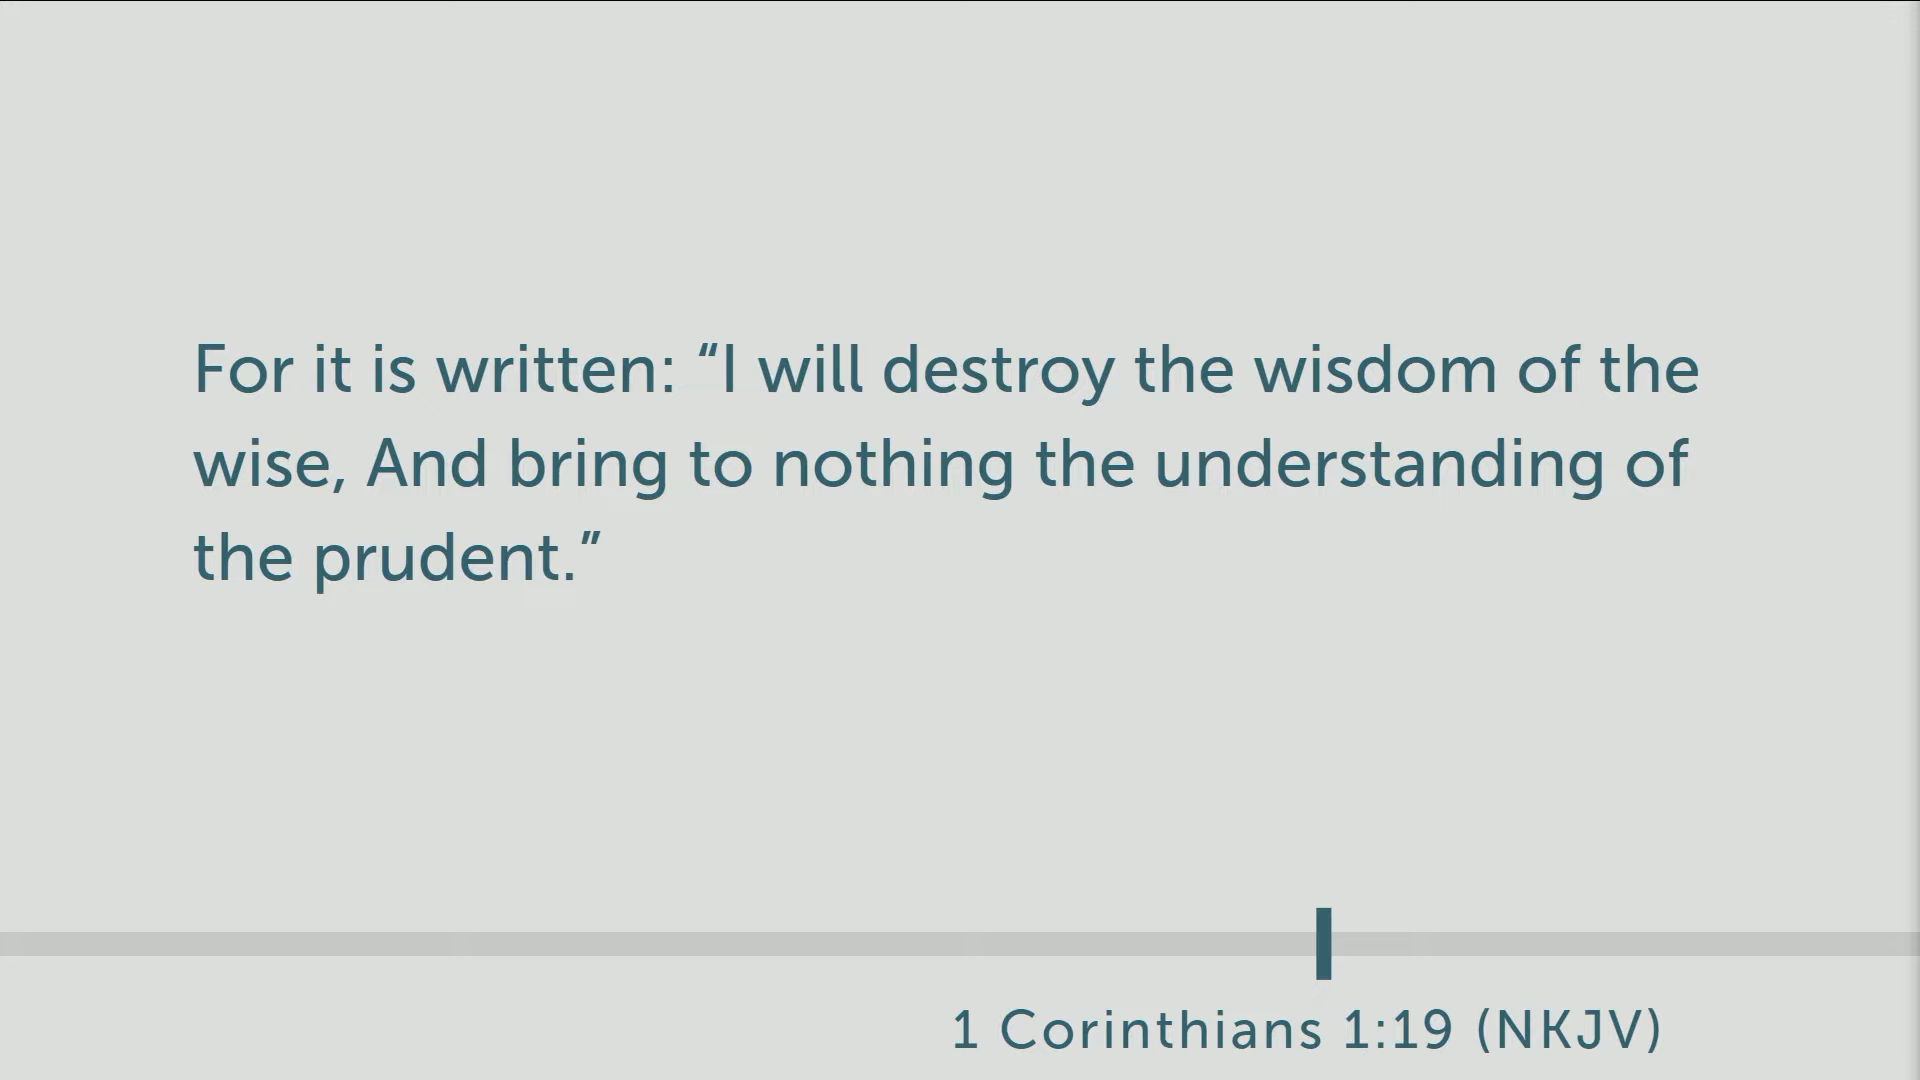 For it is written: “I will destroy the wisdom of the
wise, And bring to nothing the understanding of
the prudent.”
1 Corinthians 1:19 (NKJV)